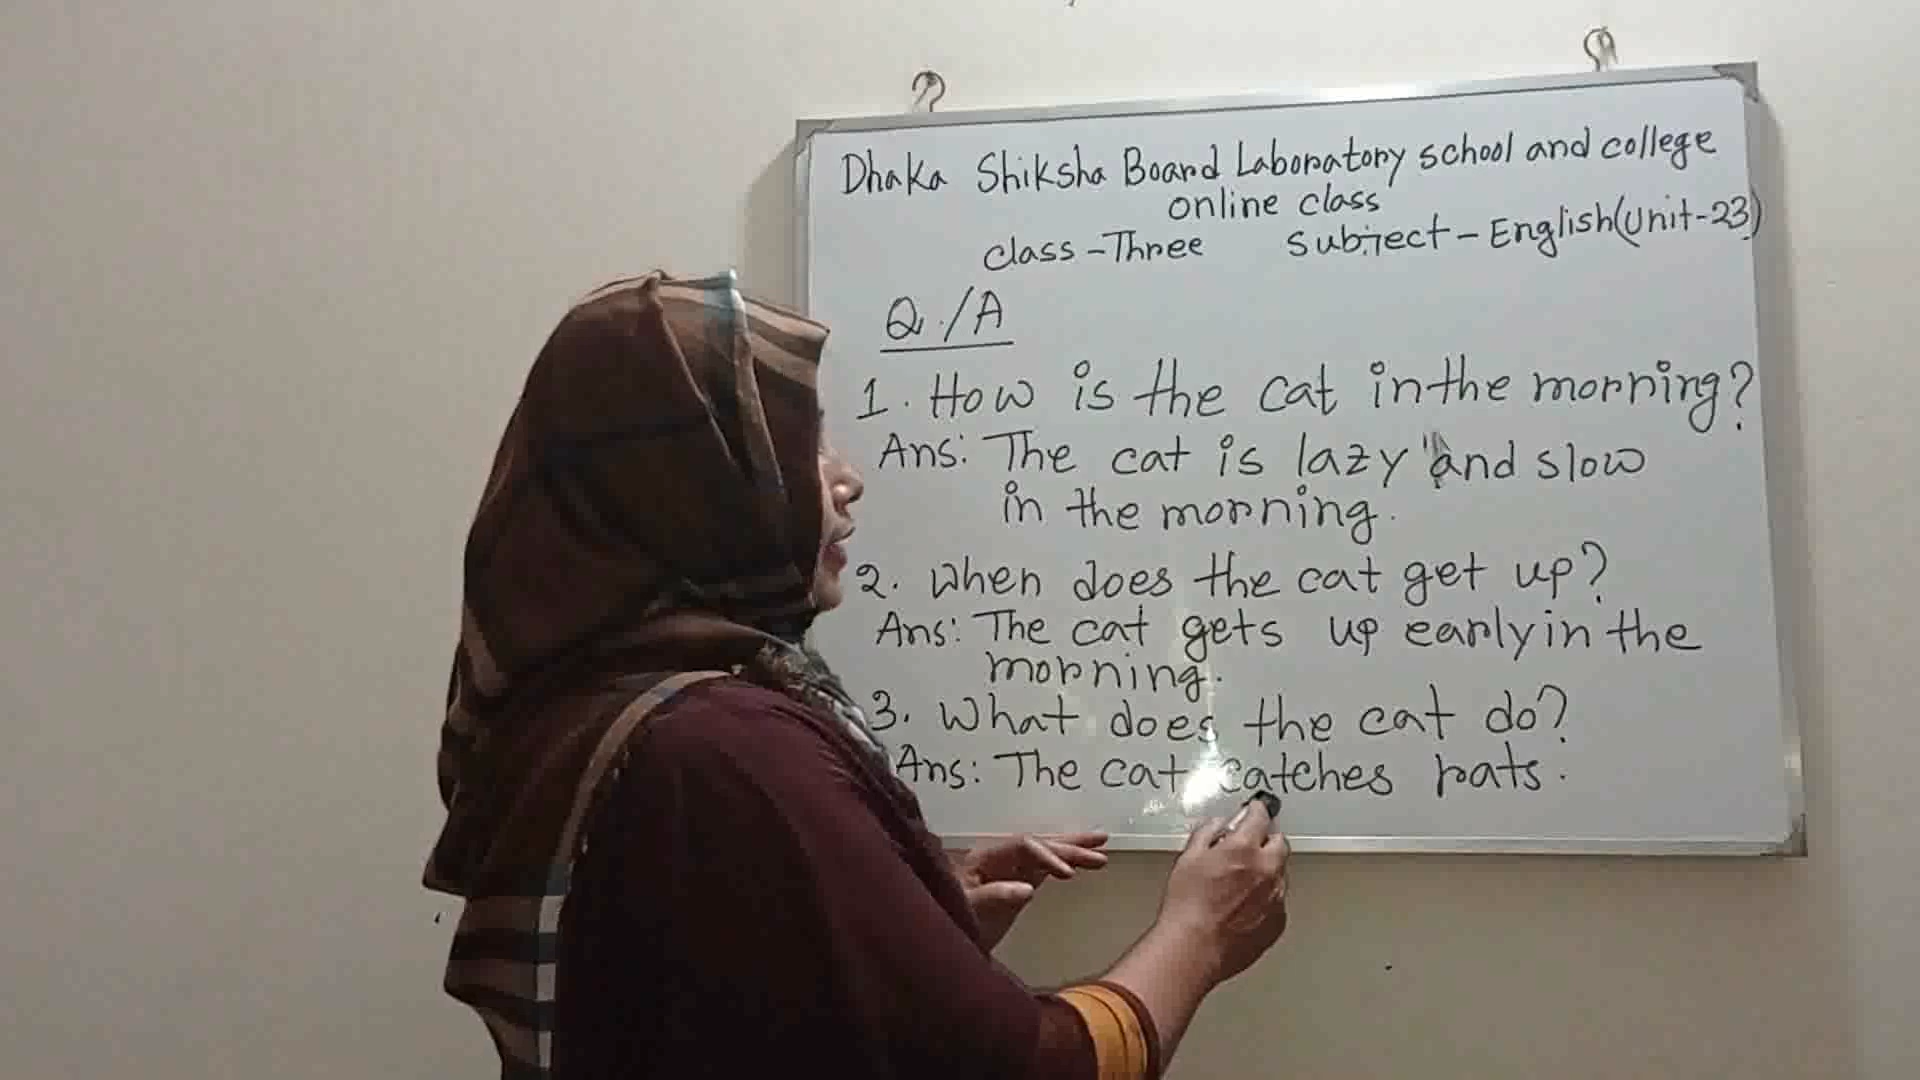 Dhaka Shiksha Board Laboratory school and college
online class
class - Three Subject - English (Unit-23)
Q./A
1. How is the cat in the morning?
Ans: The cat is lazy and slow
in the morning.
2. When does the cat get up?
Ans: The cat gets up early in the
morning.
3. What does the cat do?
Ans: The cat catches rats.